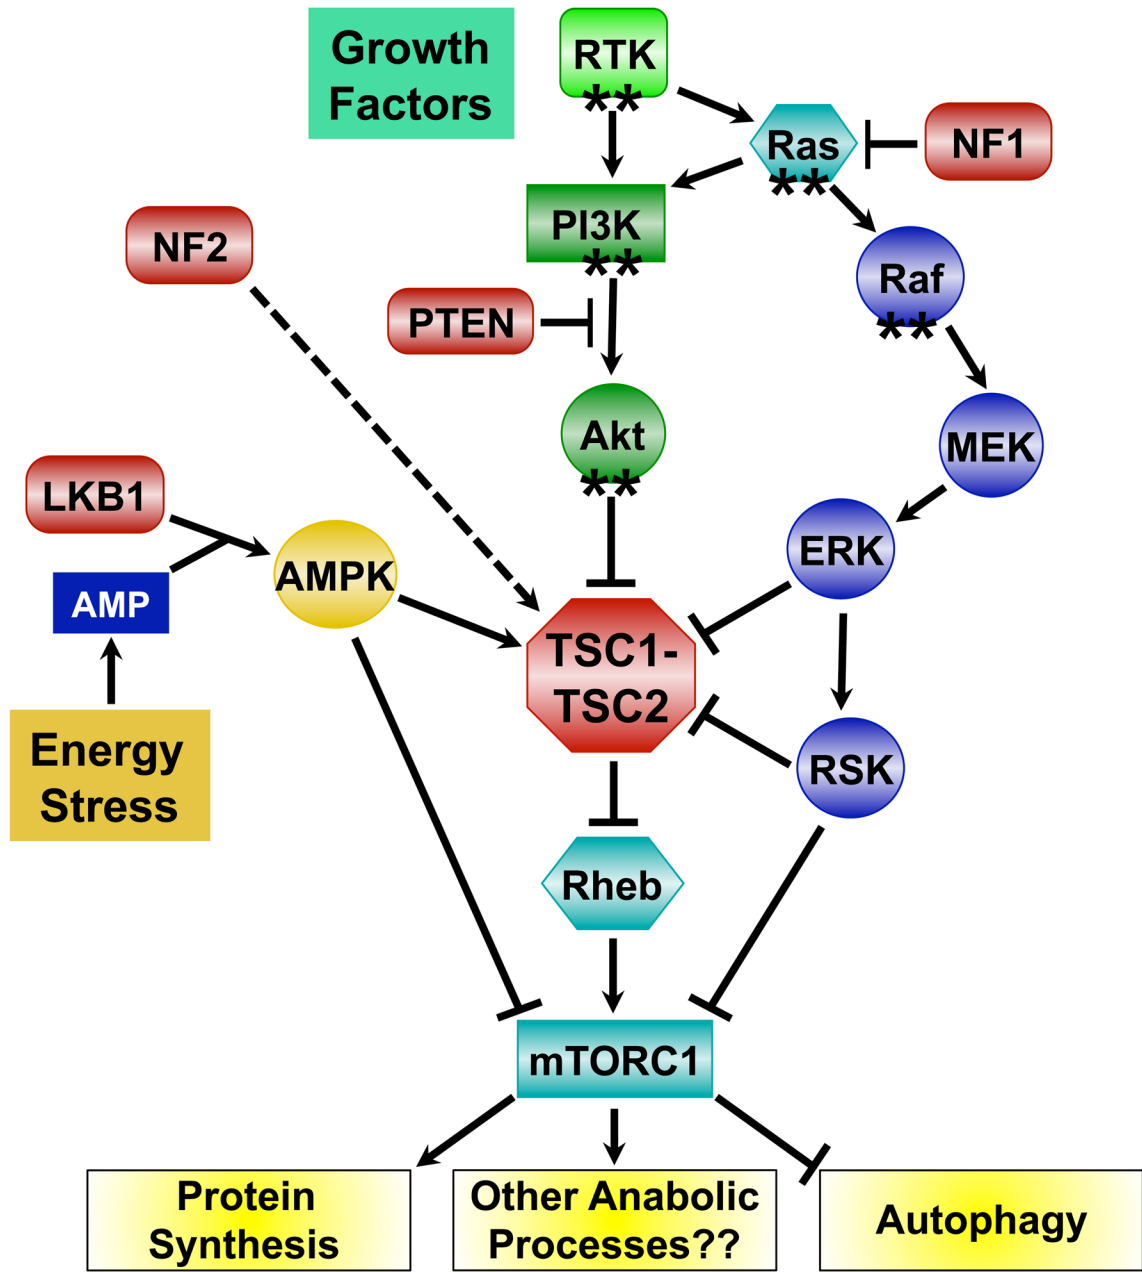 Growth
Factors
RTK
**
Ras
**
NF1
PI3K
**
NF2
Raf
**
PTEN
Akt
**
MEK
LKB1
ERK
AMPK
AMP
TSC1-
TSC2
Energy
Stress
RSK
Rheb
mTORC1
Protein
Synthesis
Other Anabolic
Processes??
Autophagy